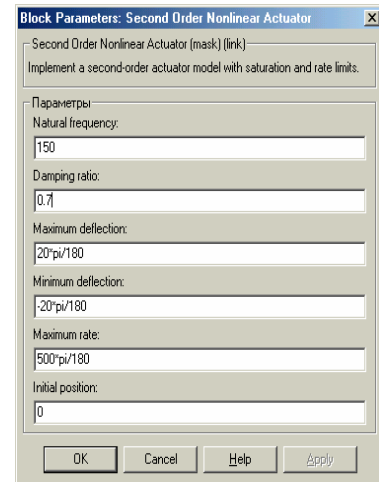 Block Parameters: Second Order Nonlinear Actuator
Second Order Nonlinear Actuator (mask) (link)
Implement a second-order actuator model with saturation and rate limits.
Параметры
Natural frequency:
150
Damping ratio:
0.7
Maximum deflection:
20*pi/180
Minimum deflection:
-20*pi/180
Maximum rate:
500*pi/180
Initial position:
0
OK Cancel Help Apply